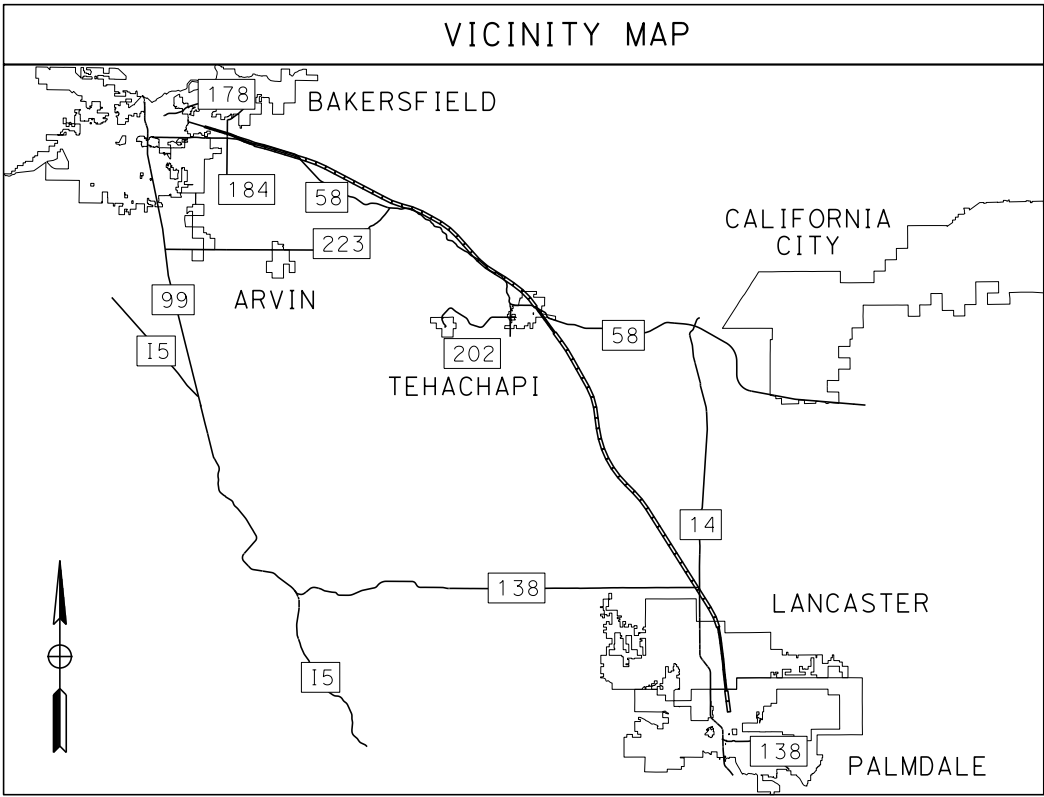 VICINITY MAP
178
BAKERSFIELD
184
58
CALIFORNIA
CITY
223
99
ARVIN
58
I5
202
TEHACHAPI
14
138
LANCASTER
I5
138
PALMDALE